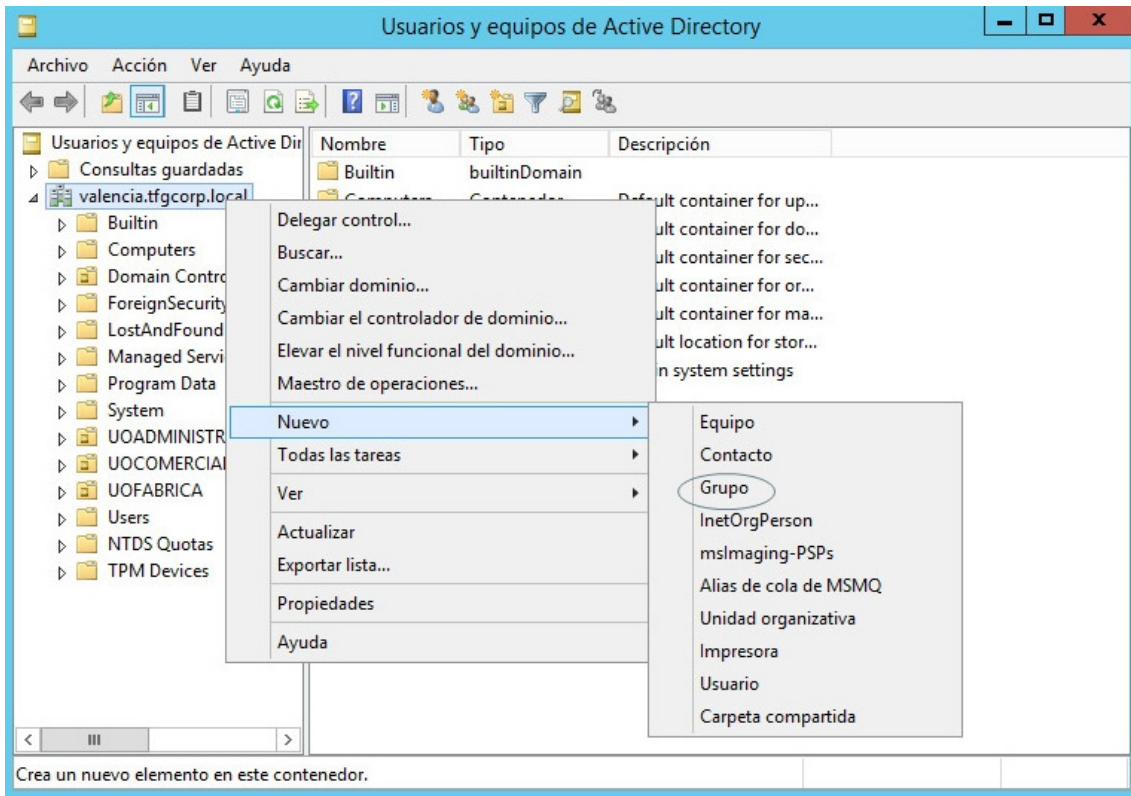 Usuarios y equipos de Active Directory
Archivo Acción Ver Ayuda
Usuarios y equipos de Active Dir
Consultas guardadas
valencia.tfgcorp.local
Builtin
Computers
Domain Contro
ForeignSecurity
LostAndFound
Managed Servi
Program Data
System
UOADMINISTR
UOCOMERCIAL
UOFABRICA
Users
NTDS Quotas
TPM Devices
Nombre Tipo Descripción
Builtin builtinDomain
Computers Contenedor Default container for up...
ult container for do...
ult container for sec...
ult container for or...
ult container for ma...
ult location for stor...
in system settings
Delegar control...
Buscar...
Cambiar dominio...
Cambiar el controlador de dominio...
Elevar el nivel funcional del dominio...
Maestro de operaciones...
Nuevo
Todas las tareas
Ver
Actualizar
Exportar lista...
Propiedades
Ayuda
Equipo
Contacto
Grupo
InetOrgPerson
msImaging-PSPs
Alias de cola de MSMQ
Unidad organizativa
Impresora
Usuario
Carpeta compartida
Crea un nuevo elemento en este contenedor.